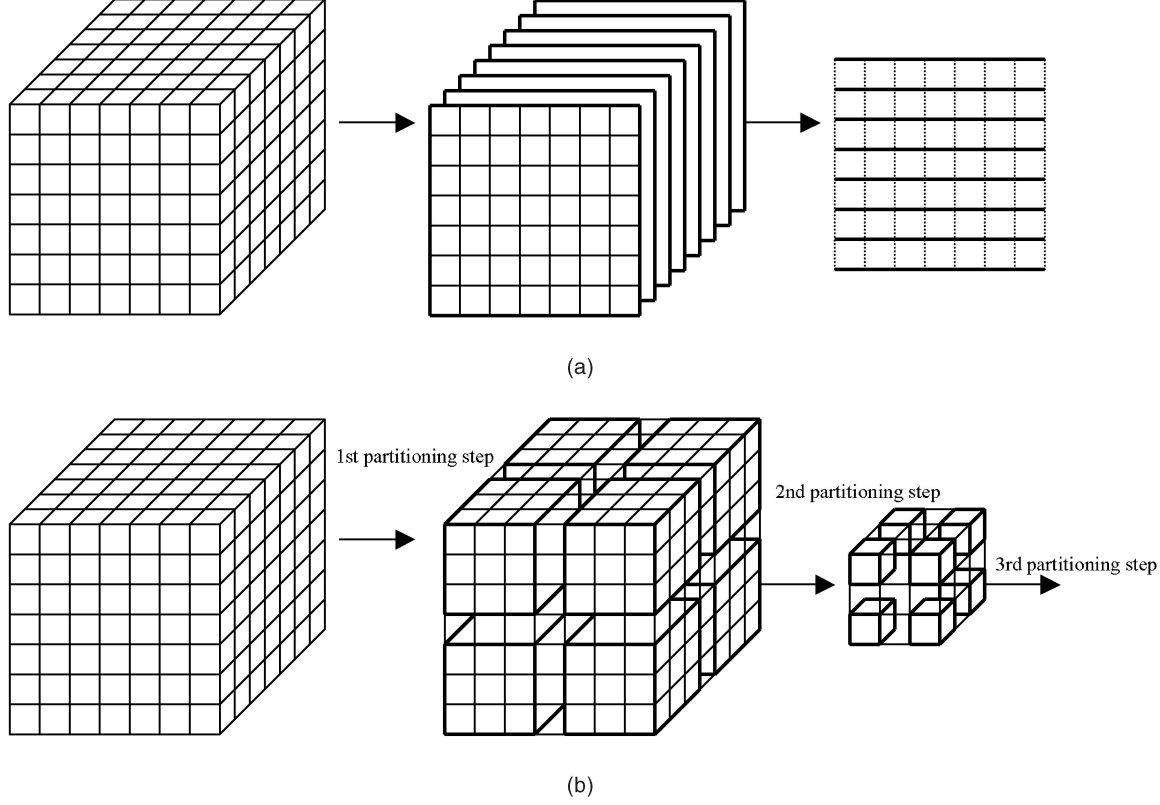 (a)
1st partitioning step
2nd partitioning step
3rd partitioning step
(b)